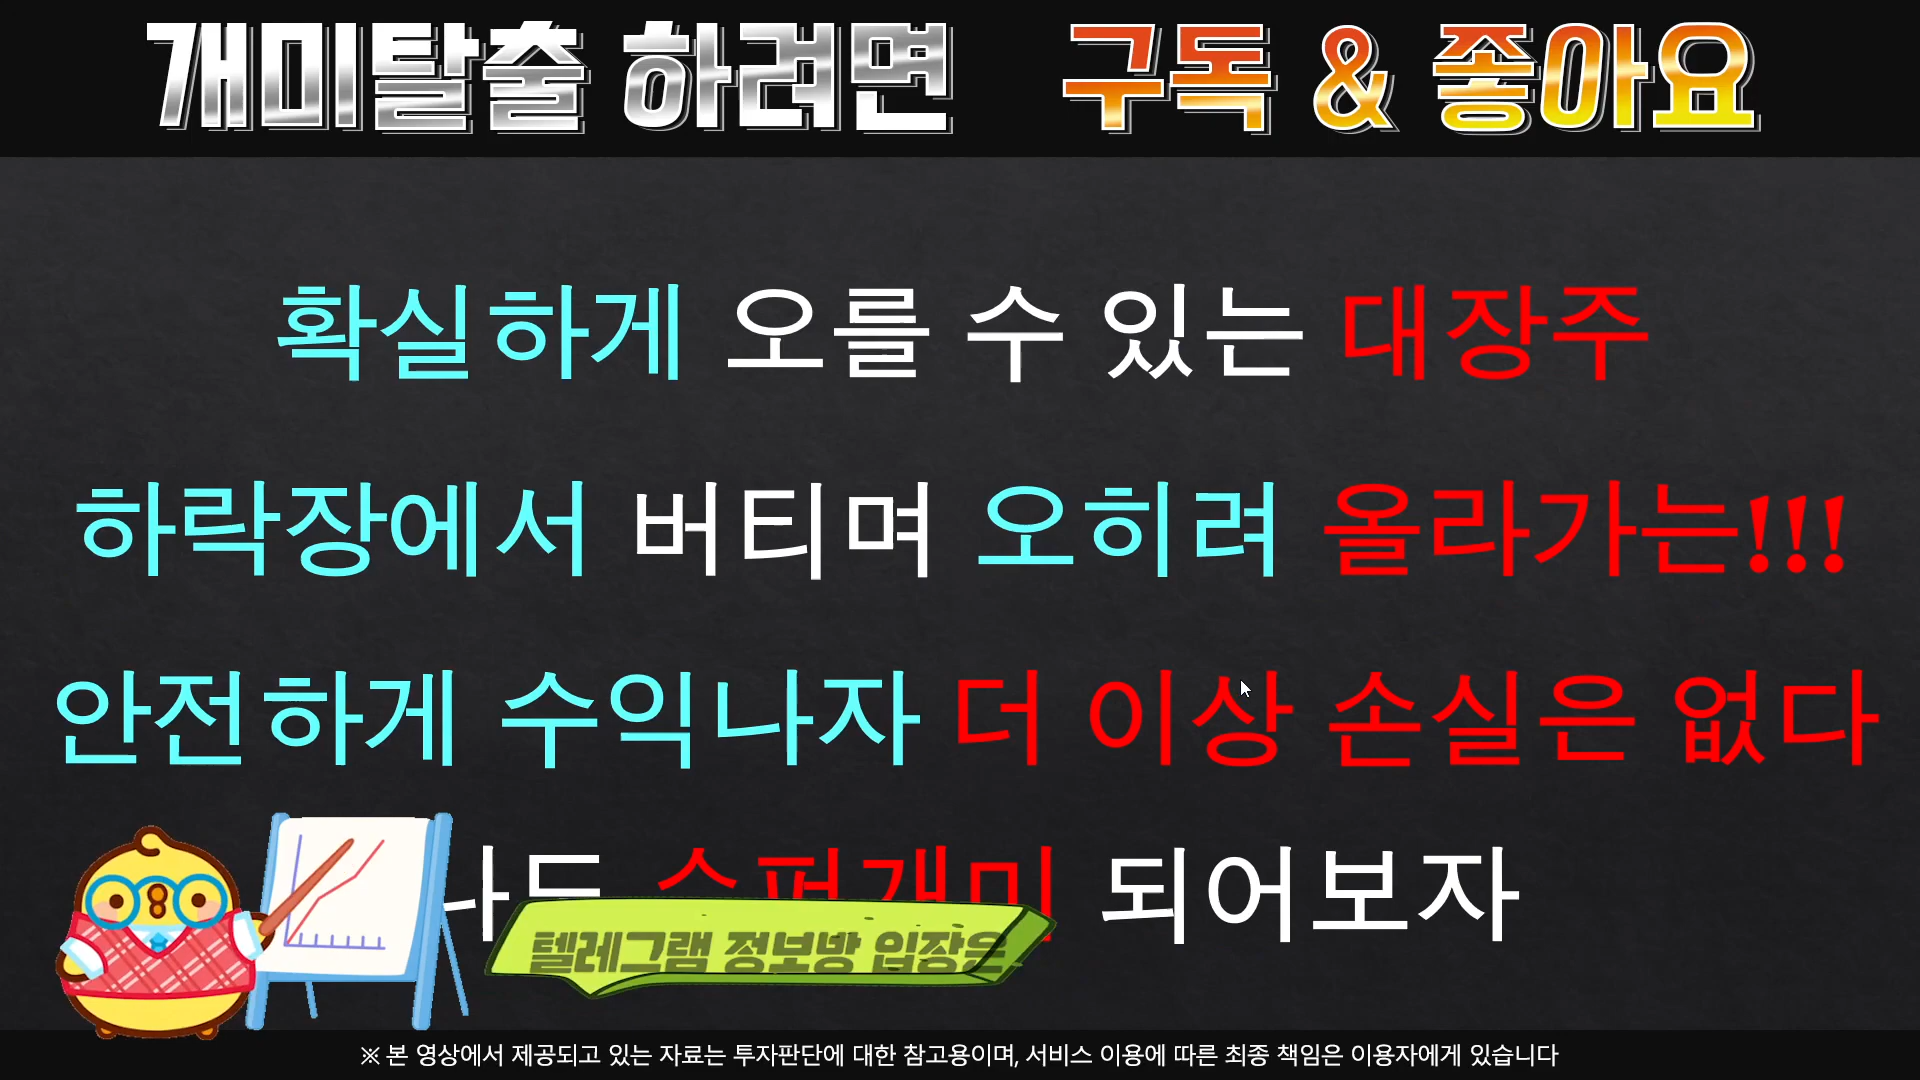 개미탈출 하려면 구독 & 좋아요
확실하게 오를 수 있는 대장주
하락장에서 버티며 오히려 올라가는!!!
안전하게 수익나자 더 이상 손실은 없다
나도 슈퍼개미 되어보자
텔레그램 정보방 입장은
※ 본 영상에서 제공되고 있는 자료는 투자판단에 대한 참고용이며, 서비스 이용에 따른 최종 책임은 이용자에게 있습니다